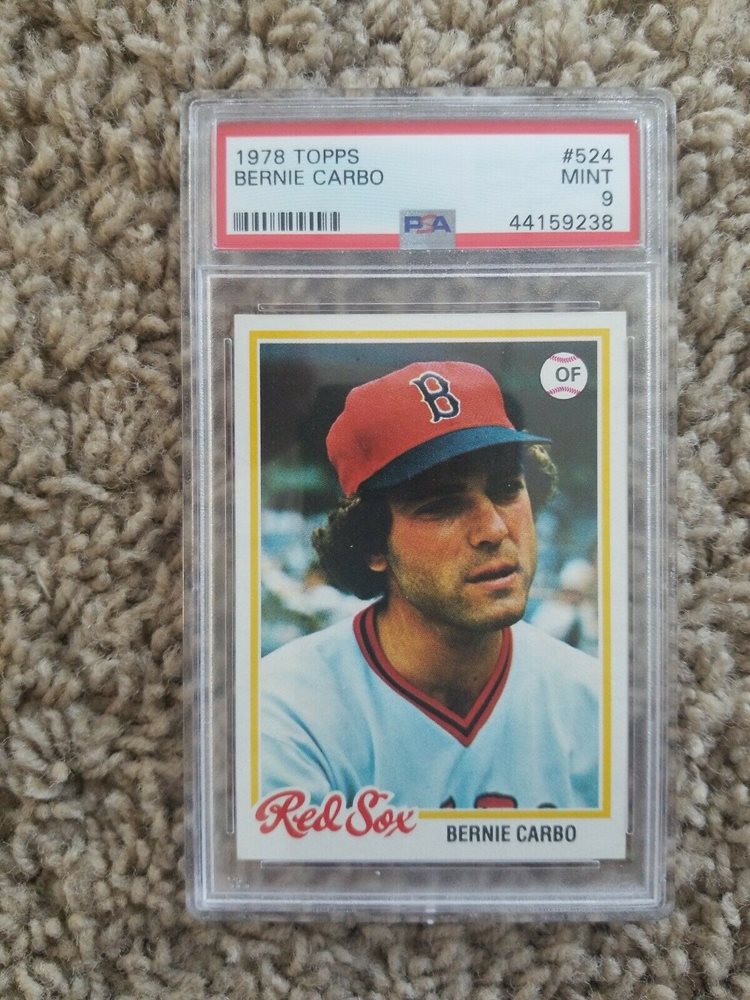 1978 TOPPS #524
BERNIE CARBO MINT
9
PSA 44159238
OF
B
Red Sox
BERNIE CARBO